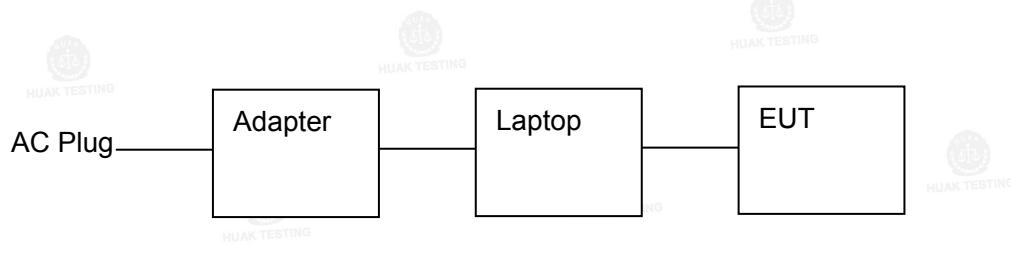 HUAK TESTING
HUAK TESTING
HUAK TESTING
AC Plug
Adapter
Laptop
EUT
HUAK TESTING
HUAK TESTING